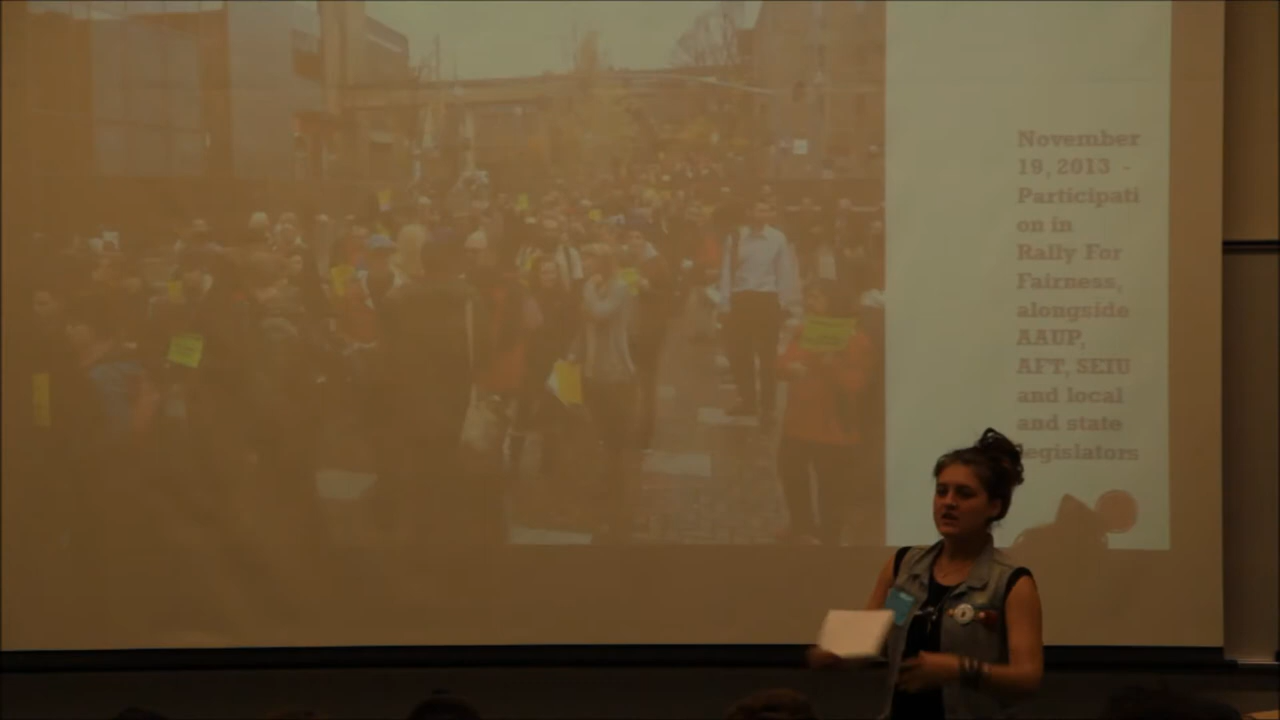 November
19, 2013 -
Participati
on in
Rally For
Fairness,
alongside
AAUP,
AFT, SEIU
and local
and state
legislators